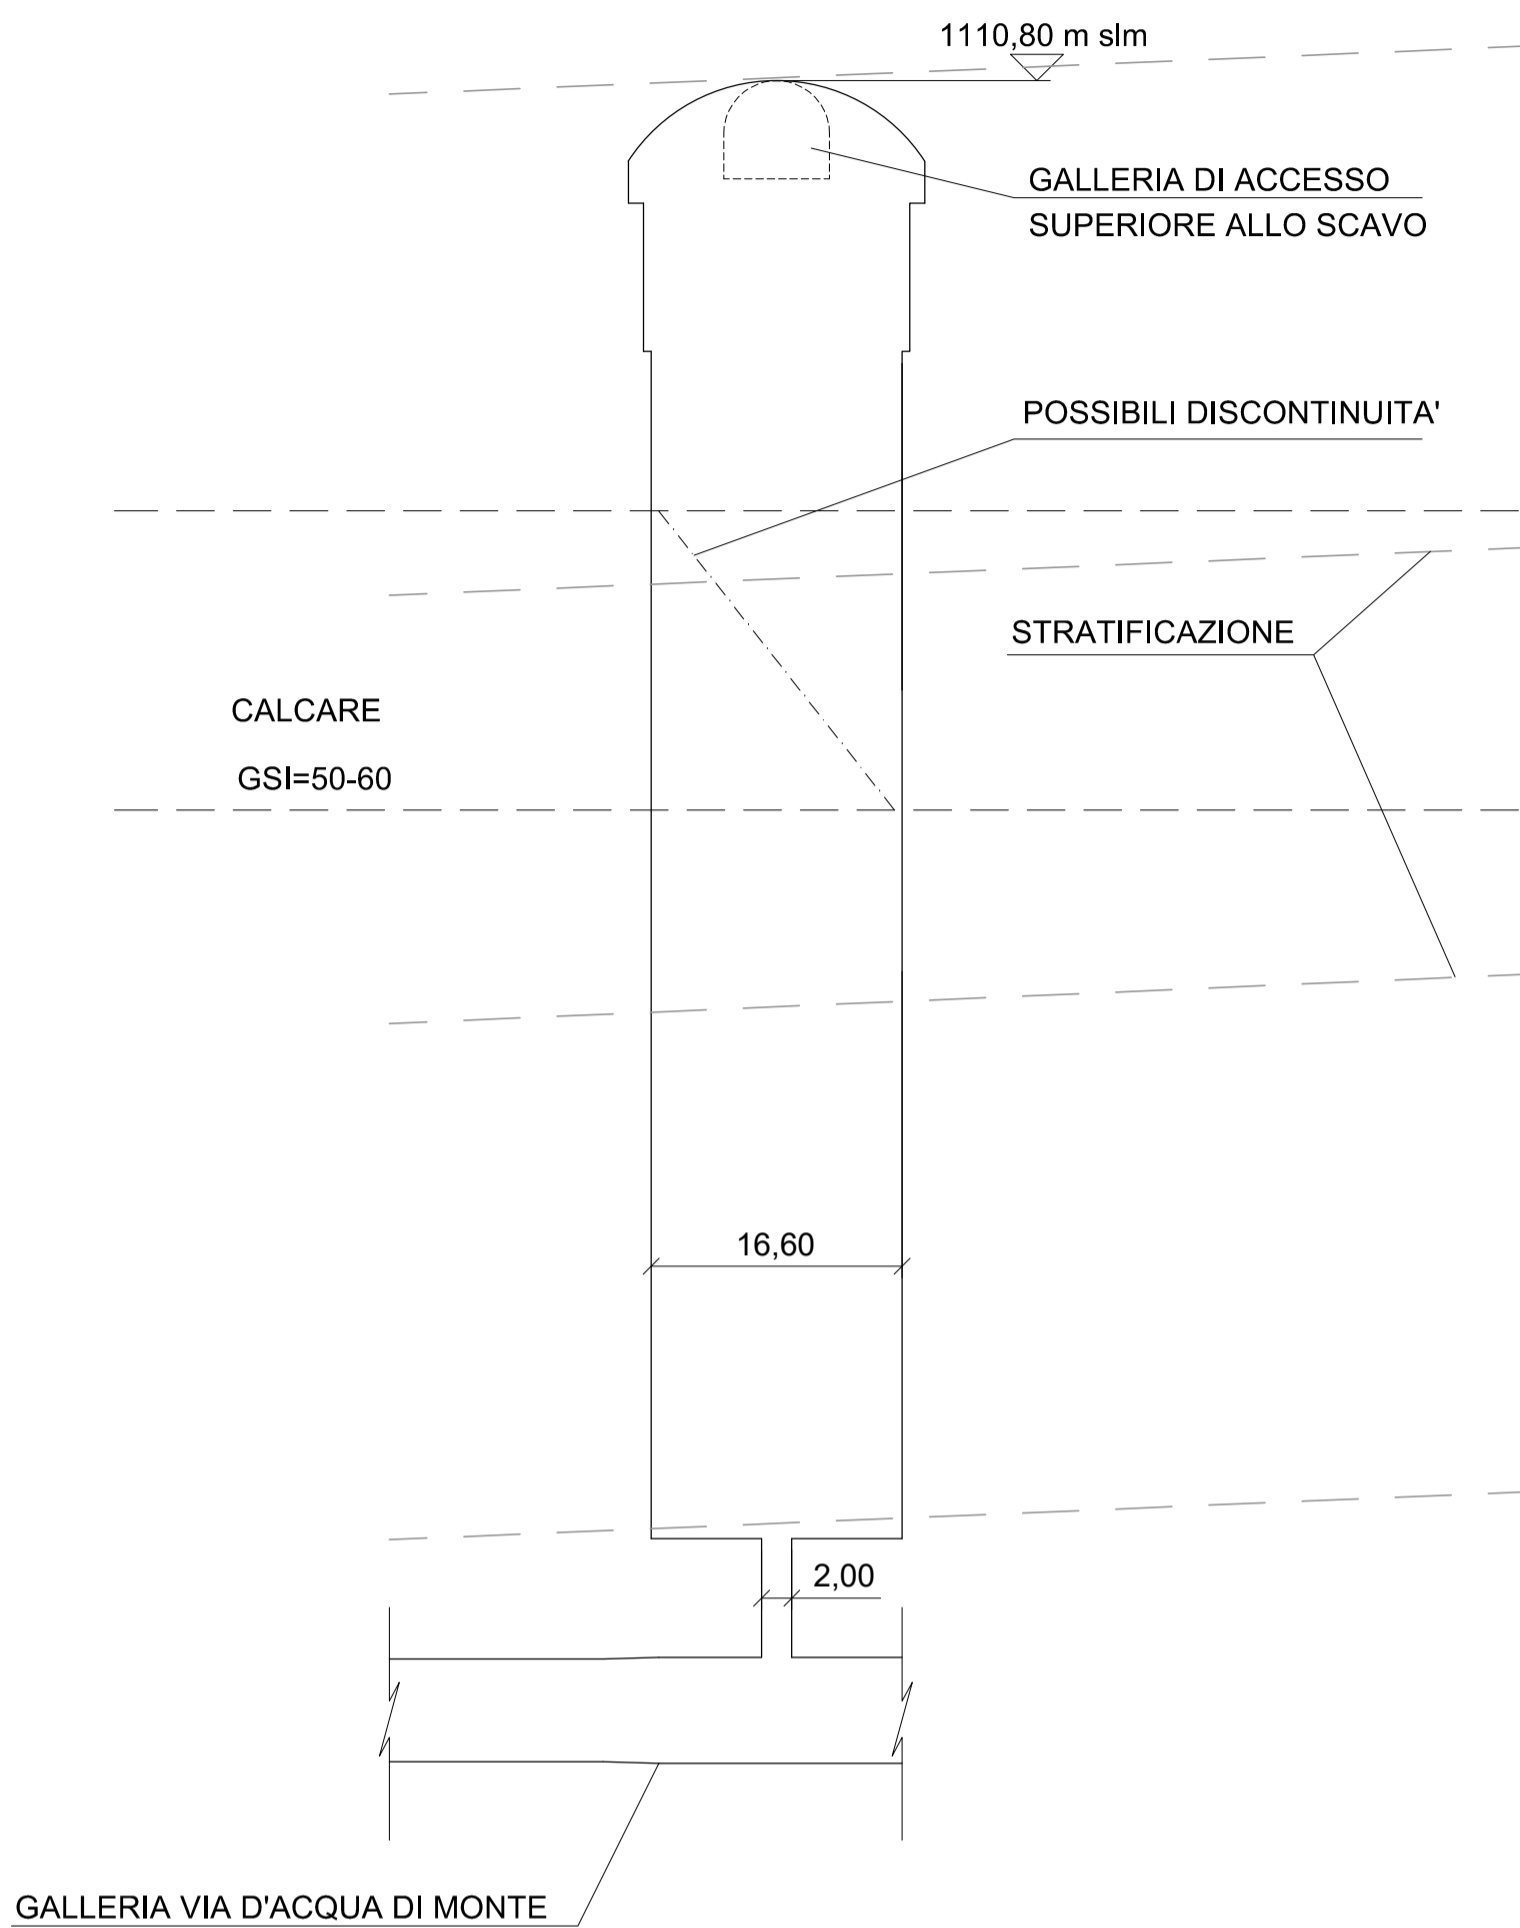 1110,80 m slm
GALLERIA DI ACCESSO
SUPERIORE ALLO SCAVO
POSSIBILI DISCONTINUITA'
STRATIFICAZIONE
CALCARE
GSI=50-60
16,60
2,00
GALLERIA VIA D'ACQUA DI MONTE